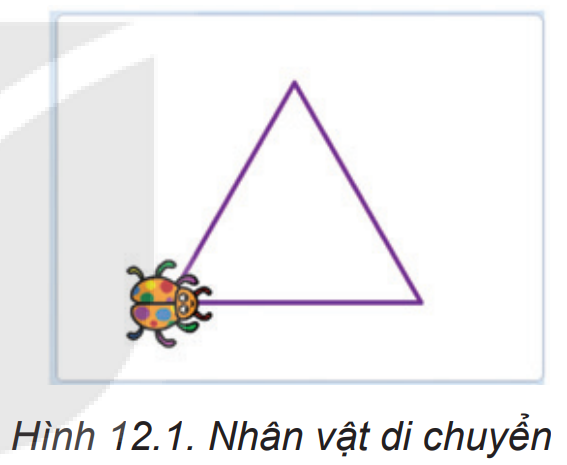 Hình 12.1. Nhân vật di chuyển